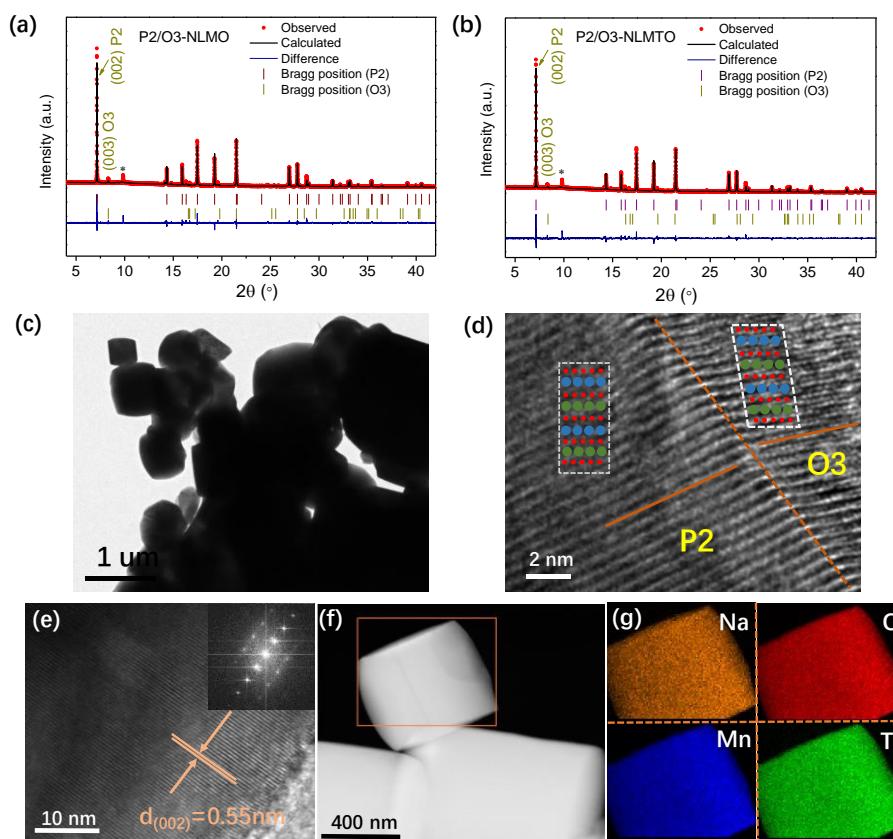 (a)
P2/O3-NLMO
Observed
Calculated
Difference
Bragg position (P2)
Bragg position (O3)
(002) P2
(003) O3
*
Intensity (a.u.)
5 10 15 20 25 30 35 40
2θ (°)
(b)
P2/O3-NLMTO
Observed
Calculated
Difference
Bragg position (P2)
Bragg position (O3)
(002) P2
(003) O3
*
Intensity (a.u.)
5 10 15 20 25 30 35 40
2θ (°)
(c)
1 um
(d)
P2
O3
2 nm
(e)
d(002)=0.55nm
10 nm
(f)
400 nm
(g)
Na
Mn